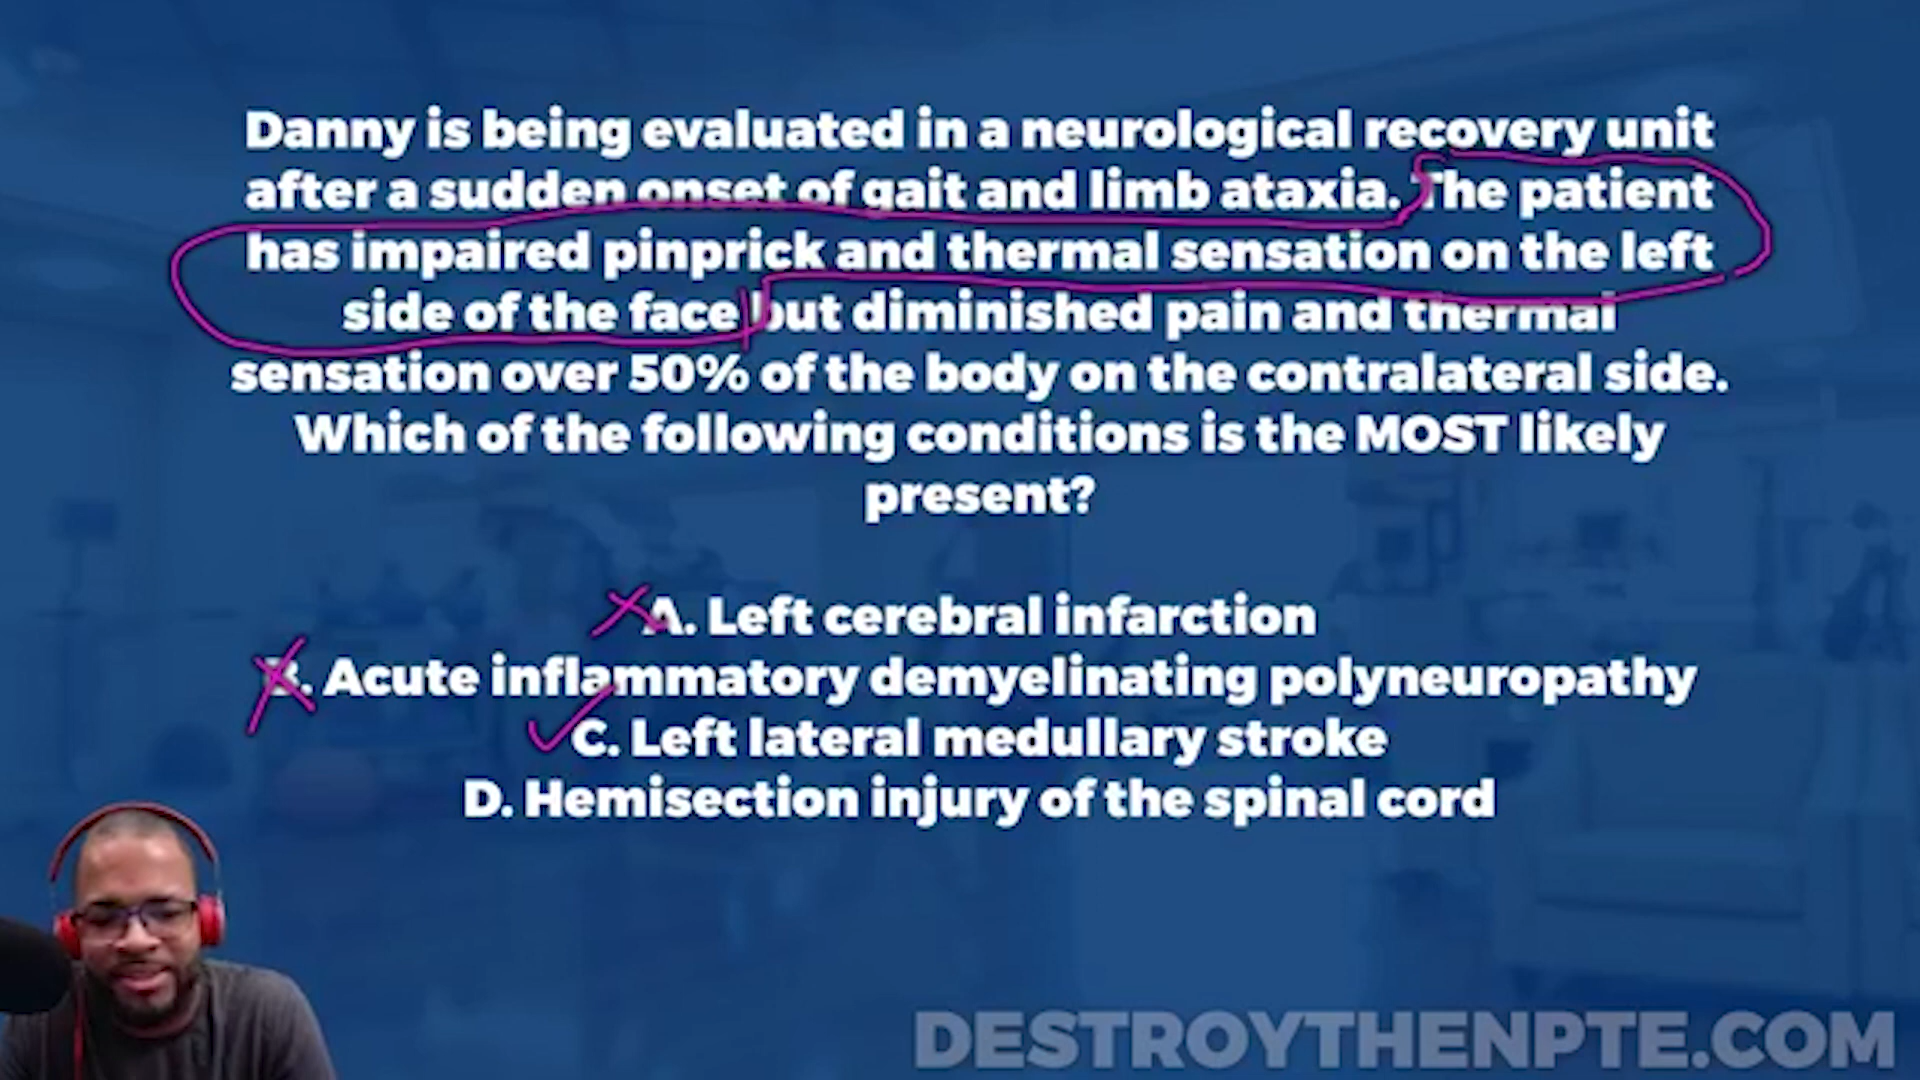 Danny is being evaluated in a neurological recovery unit
after a sudden onset of gait and limb ataxia. The patient
has impaired pinprick and thermal sensation on the left
side of the face but diminished pain and thermal
sensation over 50% of the body on the contralateral side.
Which of the following conditions is the MOST likely
present?
A. Left cerebral infarction
B. Acute inflammatory demyelinating polyneuropathy
C. Left lateral medullary stroke
D. Hemisection injury of the spinal cord
DESTROYTHENPTE.COM